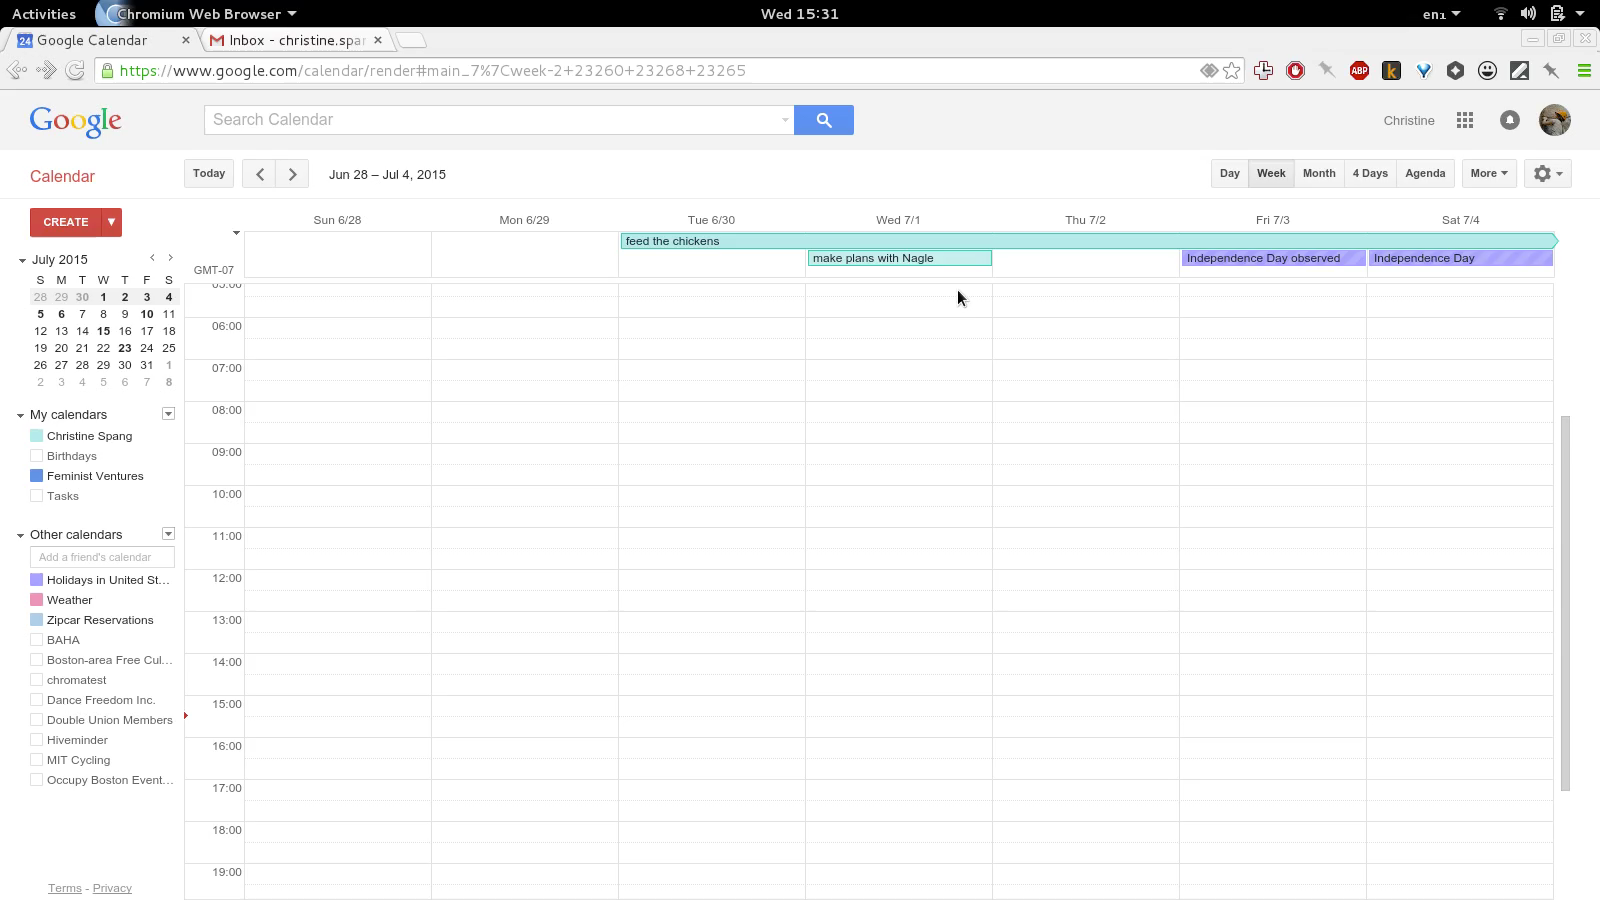 Activities Chromium Web Browser Wed 15:31 en₁
Google Calendar Inbox - christine.spa
https://www.google.com/calendar/render#main_7%7Cweek-2+23260+23268+23265
ABP k
Google Search Calendar Christine
Calendar Today Jun 28 – Jul 4, 2015 Day Week Month 4 Days Agenda More
CREATE Sun 6/28 Mon 6/29 Tue 6/30 Wed 7/1 Thu 7/2 Fri 7/3 Sat 7/4
feed the chickens
make plans with Nagle Independence Day observed Independence Day
GMT-07
July 2015
S M T W T F S
28 29 30 1 2 3 4
5 6 7 8 9 10 11
12 13 14 15 16 17 18
19 20 21 22 23 24 25
26 27 28 29 30 31 1
2 3 4 5 6 7 8
My calendars
Christine Spang
Birthdays
Feminist Ventures
Tasks
Other calendars
Add a friend's calendar
Holidays in United St...
Weather
Zipcar Reservations
BAHA
Boston-area Free Cul...
chromatest
Dance Freedom Inc.
Double Union Members
Hiveminder
MIT Cycling
Occupy Boston Event...
Terms - Privacy
05:00
06:00
07:00
08:00
09:00
10:00
11:00
12:00
13:00
14:00
15:00
16:00
17:00
18:00
19:00